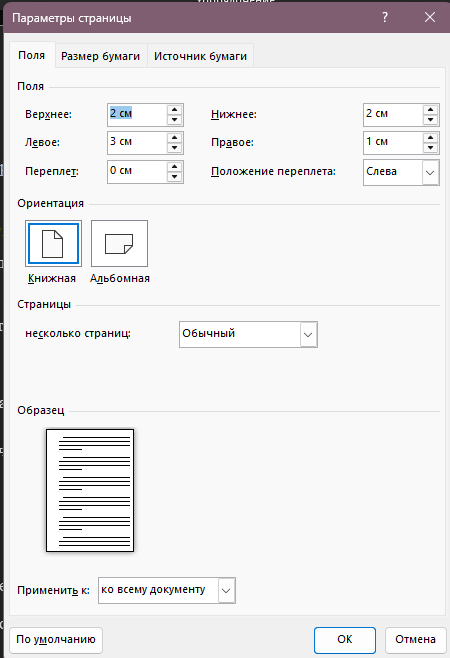 Параметры страницы ?
Поля Размер бумаги Источник бумаги
Поля
Верхнее: 2 см Нижнее: 2 см
Левое: 3 см Правое: 1 см
Переплет: 0 см Положение переплета: Слева
Ориентация
Книжная Альбомная
Страницы
несколько страниц: Обычный
Образец
Применить к: ко всему документу
По умолчанию ОК Отмена